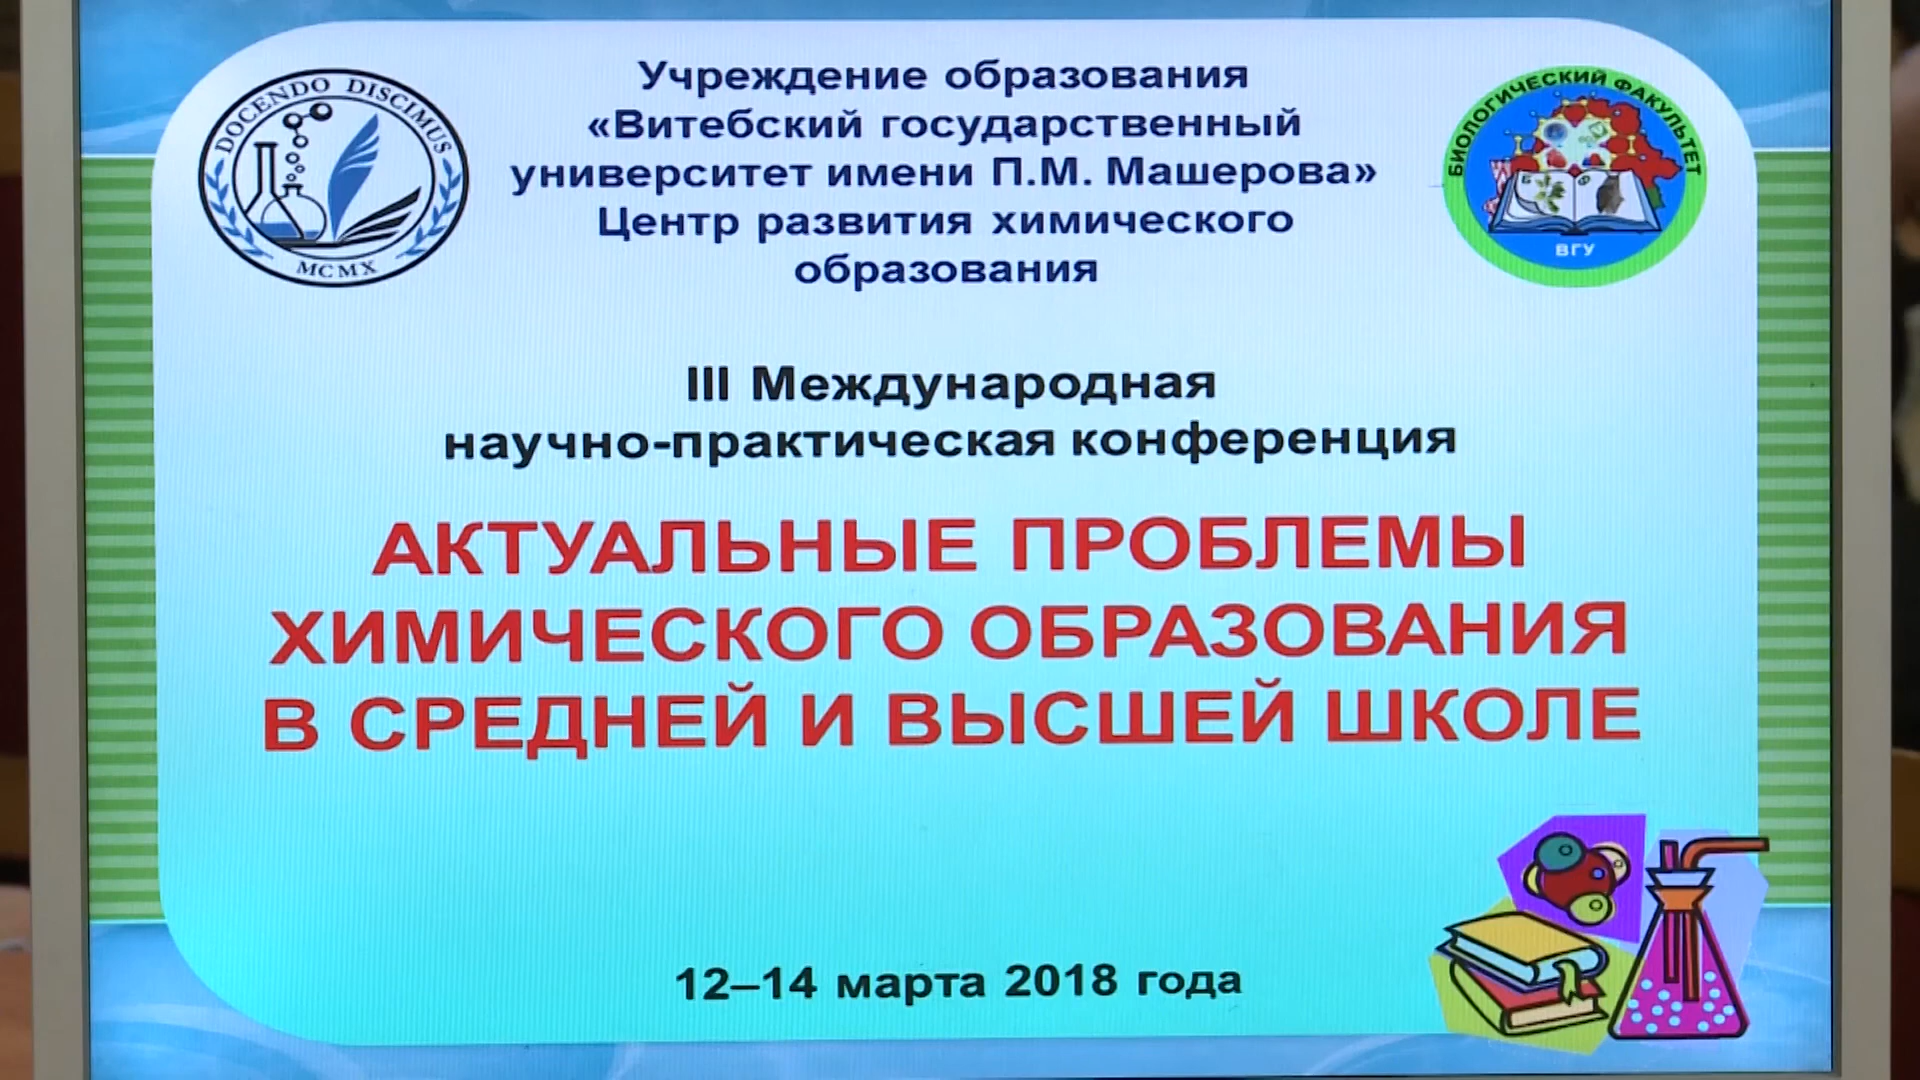 Учреждение образования
«Витебский государственный
университет имени П.М. Машерова»
Центр развития химического
образования
DOCENDO DISCIMUS
MCMX
БИОЛОГИЧЕСКИЙ ФАКУЛЬТЕТ
Б Ф
ВГУ
III Международная
научно-практическая конференция
АКТУАЛЬНЫЕ ПРОБЛЕМЫ
ХИМИЧЕСКОГО ОБРАЗОВАНИЯ
В СРЕДНЕЙ И ВЫСШЕЙ ШКОЛЕ
12–14 марта 2018 года